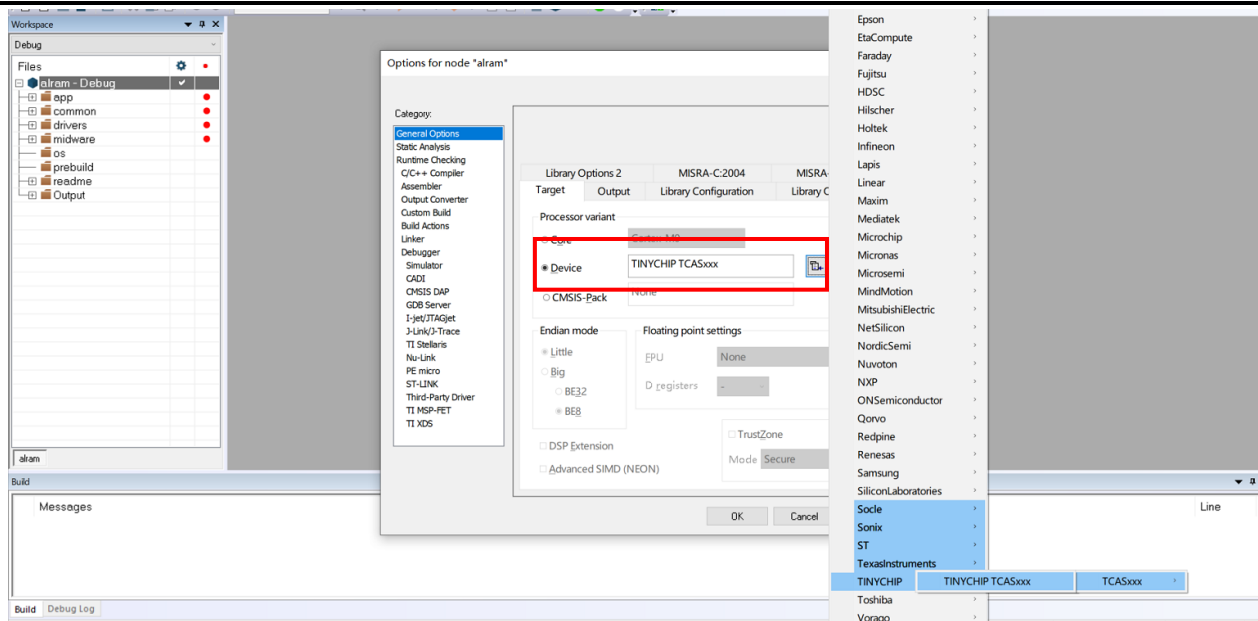 Workspace
Debug
Files
alram - Debug
app
common
drivers
midware
os
prebuild
readme
Output
alram
Options for node "alram"
Category:
General Options
Static Analysis
Runtime Checking
C/C++ Compiler
Assembler
Output Converter
Custom Build
Build Actions
Linker
Debugger
Simulator
CADI
CMSIS DAP
GDB Server
I-jet/JTAGjet
J-Link/J-Trace
TI Stellaris
Nu-Link
PE micro
ST-LINK
Third-Party Driver
TI MSP-FET
TI XDS
Library Options 2 MISRA-C:2004 MISRA-
Target Output Library Configuration Library C
Processor variant
Core
Device TINYCHIP TCASxxx
CMSIS-Pack None
Endian mode
Little
Big
BE32
BE8
Floating point settings
FPU None
D registers -
DSP Extension
Advanced SIMD (NEON)
TrustZone
Mode Secure
OK Cancel
Epson
EtaCompute
Faraday
Fujitsu
HDSC
Hilscher
Holtek
Infineon
Lapis
Linear
Maxim
Mediatek
Microchip
Micronas
Microsemi
MindMotion
MitsubishiElectric
NetSilicon
NordicSemi
Nuvoton
NXP
ONSemiconductor
Qorvo
Redpine
Renesas
Samsung
SiliconLaboratories
Socle
Sonix
ST
TexasInstruments
TINYCHIP TINYCHIP TCASxxx TCASxxx
Toshiba
Vorago
Build
Messages Line
Build Debug Log